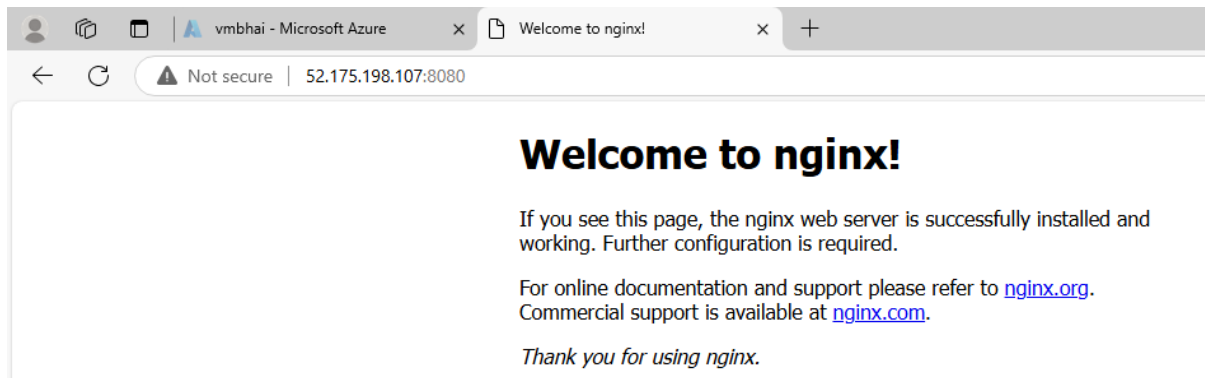 vmbhai - Microsoft Azure
Welcome to nginx!
Not secure | 52.175.198.107:8080
Welcome to nginx!
If you see this page, the nginx web server is successfully installed and
working. Further configuration is required.
For online documentation and support please refer to nginx.org.
Commercial support is available at nginx.com.
Thank you for using nginx.